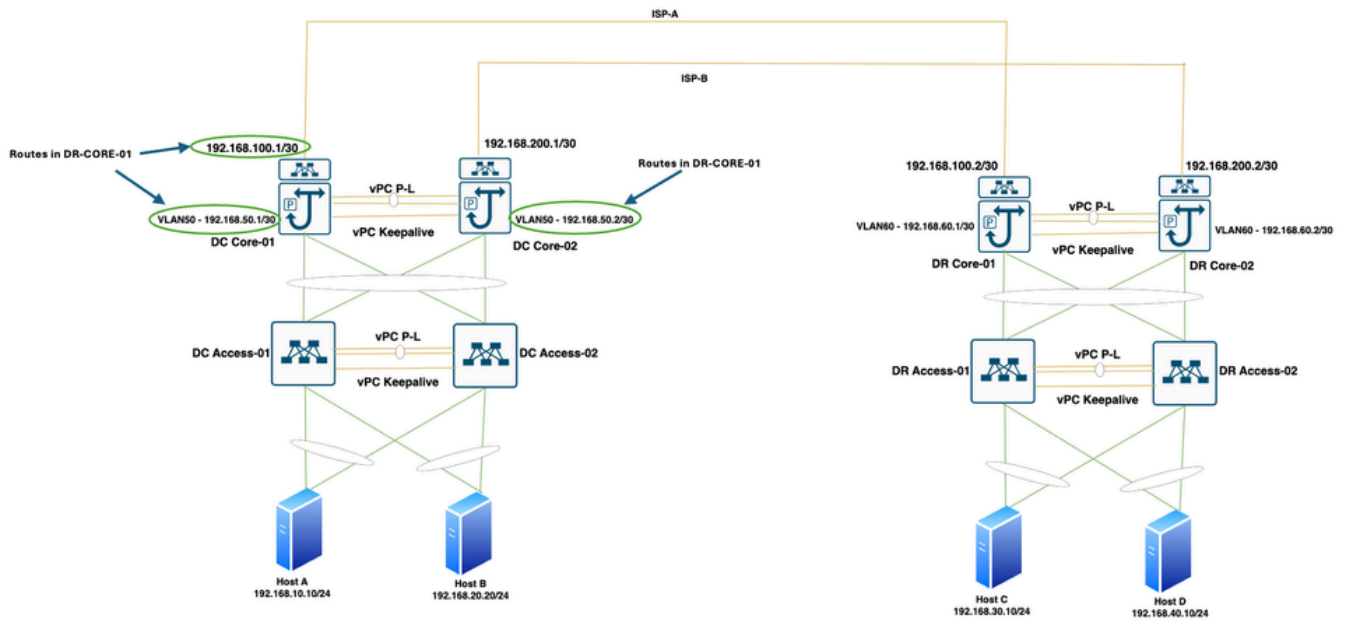 ISP-A
ISP-B
192.168.100.1/30
192.168.200.1/30
Routes in DR-CORE-01
Routes in DR-CORE-01
192.168.100.2/30
192.168.200.2/30
P
vPC P-L
P
VLAN50 - 192.168.50.1/30
VLAN50 - 192.168.50.2/30
vPC Keepalive
DC Core-01
DC Core-02
P
vPC P-L
P
VLAN60 - 192.168.60.1/30
VLAN60 - 192.168.60.2/30
vPC Keepalive
DR Core-01
DR Core-02
vPC P-L
DC Access-01
DC Access-02
vPC Keepalive
vPC P-L
DR Access-01
DR Access-02
vPC Keepalive
Host A
192.168.10.10/24
Host B
192.168.20.20/24
Host C
192.168.30.10/24
Host D
192.168.40.10/24